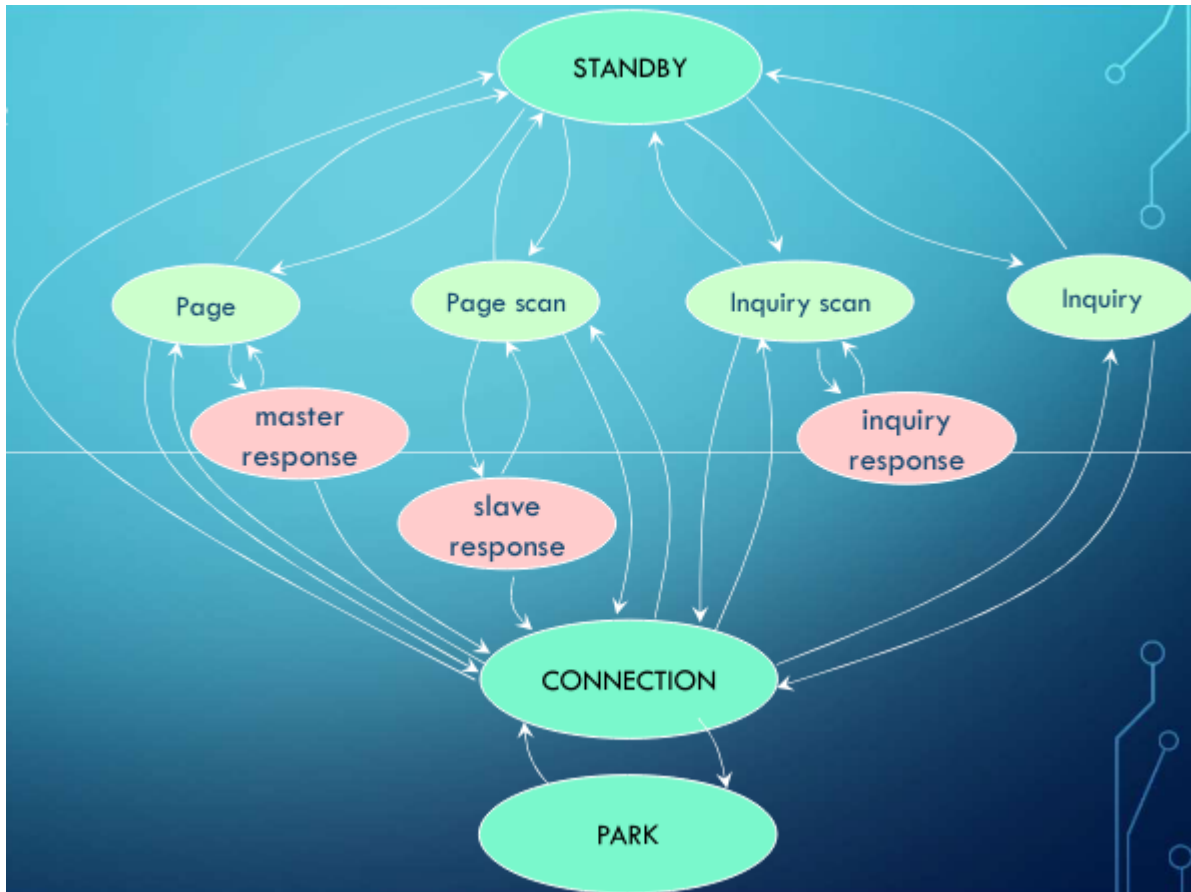 STANDBY
Page
Page scan
Inquiry scan
Inquiry
master
response
inquiry
response
slave
response
CONNECTION
PARK